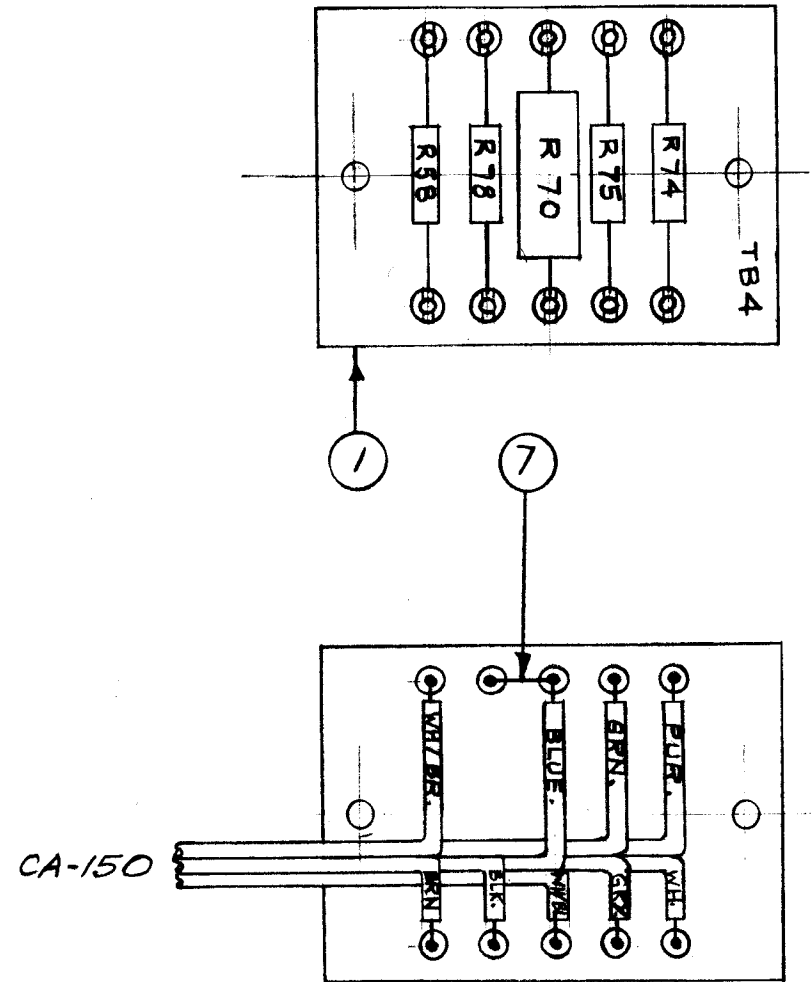 R58
R78
R70
R75
R74
TB4
1
7
WH/BR.
BLUE.
GRN.
PUR.
CA-150
BRN
BLK.
WH/BL
WH.